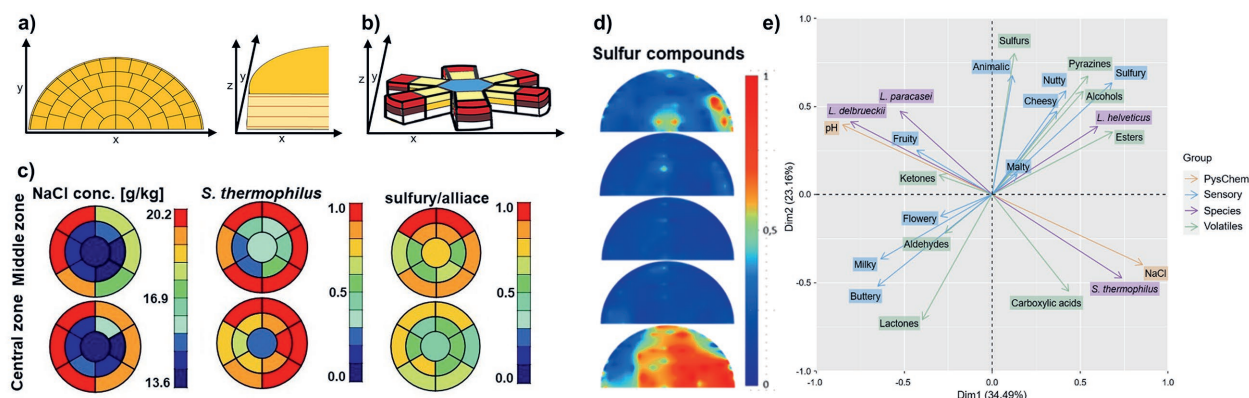 a)
y
x
z
y
x
b)
z
y
x
c)
NaCl conc. [g/kg]
S. thermophilus
sulfury/alliace
Middle zone
Central zone
20.2
16.9
13.6
1.0
0.5
0.0
1.0
0.5
0.0
d)
Sulfur compounds
1
0,5
0
e)
1.0
0.5
0.0
-0.5
-1.0
Dim2 (23.16%)
Sulfurs
Animalic
Pyrazines
Nutty
Sulfury
Cheesy
Alcohols
L. paracasei
L. delbrueckii
L. helveticus
pH
Fruity
Esters
Malty
Ketones
Flowery
Aldehydes
Milky
NaCl
Buttery
S. thermophilus
Carboxylic acids
Lactones
-1.0
-0.5
0.0
0.5
1.0
Dim1 (34.49%)
Group
PysChem
Sensory
Species
Volatiles